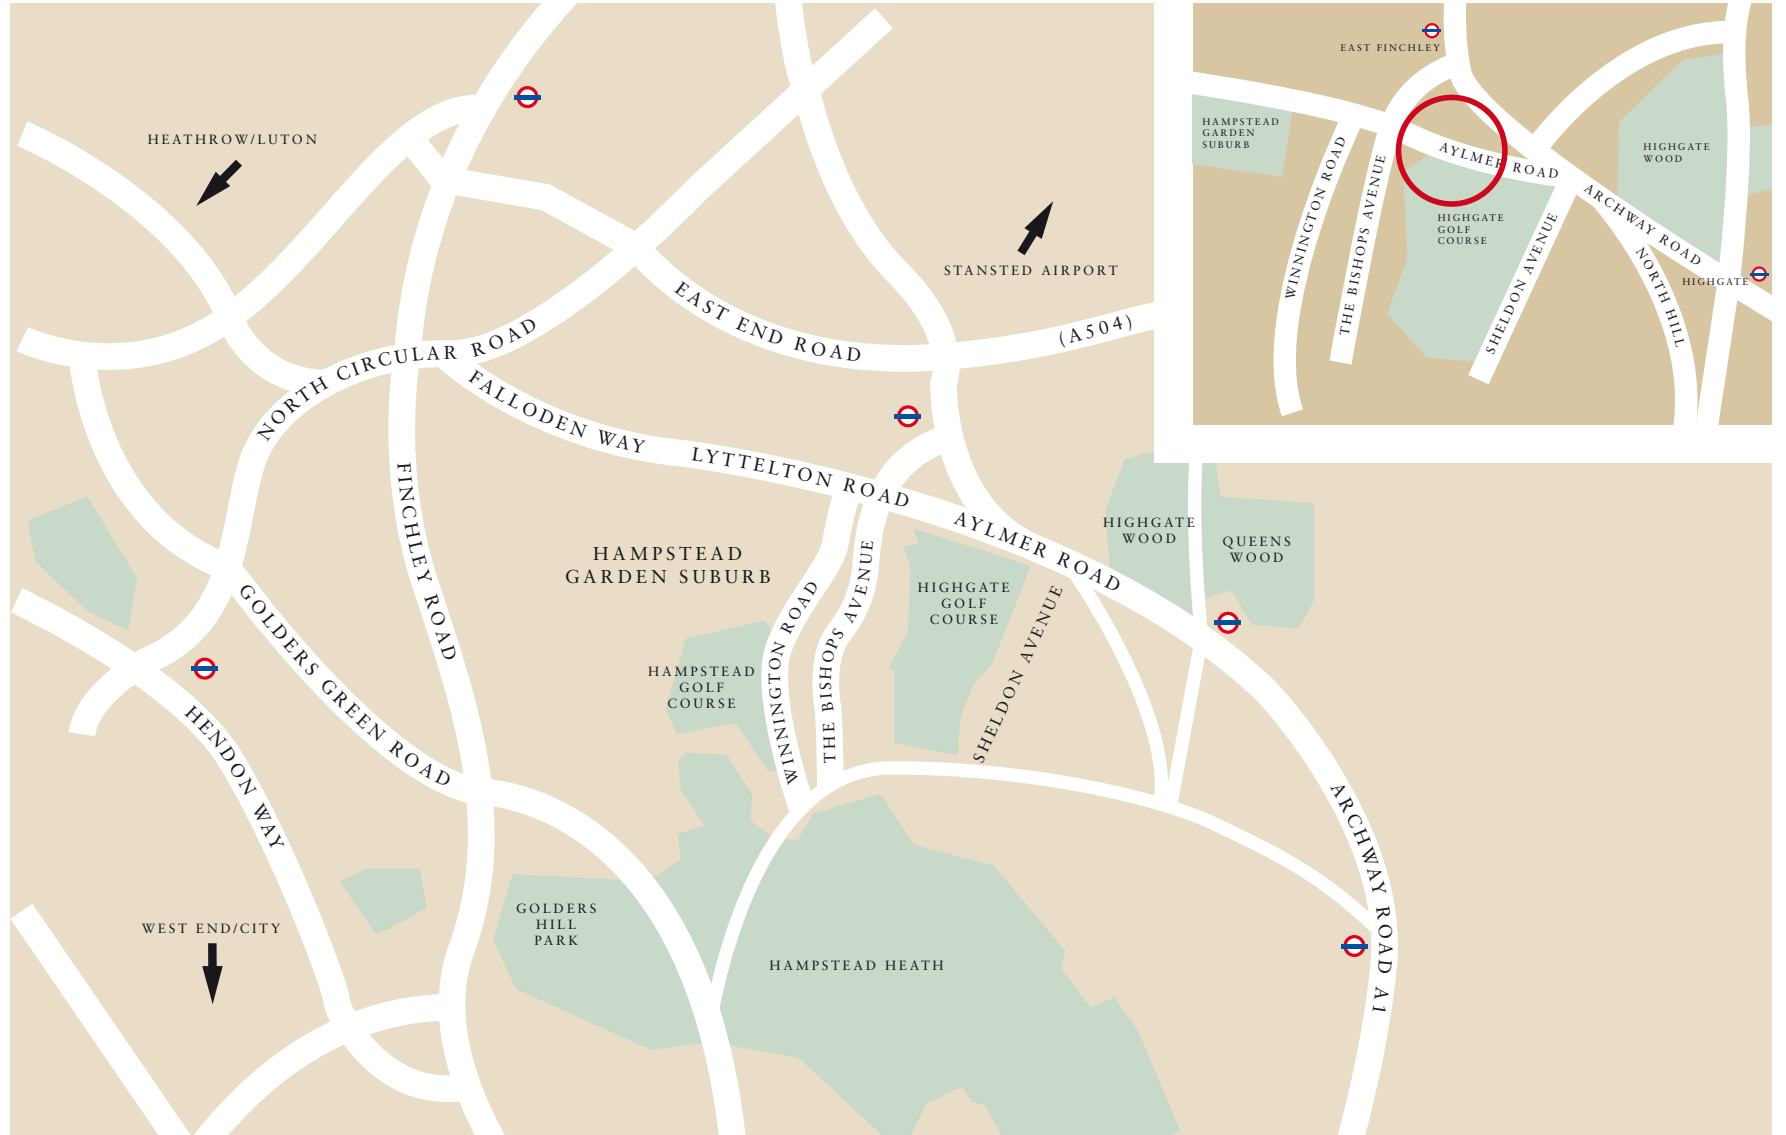 HEATHROW/LUTON
STANSTED AIRPORT
EAST END ROAD
(A504)
NORTH CIRCULAR ROAD
FALLODEN WAY
LYTTELTON ROAD
AYLMER ROAD
FINCHLEY ROAD
HAMPSTEAD
GARDEN SUBURB
HIGHGATE
WOOD
QUEENS
WOOD
HIGHGATE
GOLF
COURSE
WINNINGTON ROAD
WINNINGTON ROAD
THE BISHOPS AVENUE
SHELDON AVENUE
HAMPSTEAD
GOLF
COURSE
GOLDERS GREEN ROAD
HENDON WAY
WEST END/CITY
GOLDERS
HILL
PARK
HAMPSTEAD HEATH
ARCHWAY ROAD A1
EAST FINCHLEY
HAMPSTEAD
GARDEN
SUBURB
WINNINGTON ROAD
THE BISHOPS AVENUE
AYLMER ROAD
HIGHGATE
GOLF
COURSE
SHELDON AVENUE
HIGHGATE
WOOD
ARCHWAY ROAD
NORTH HILL
HIGHGATE